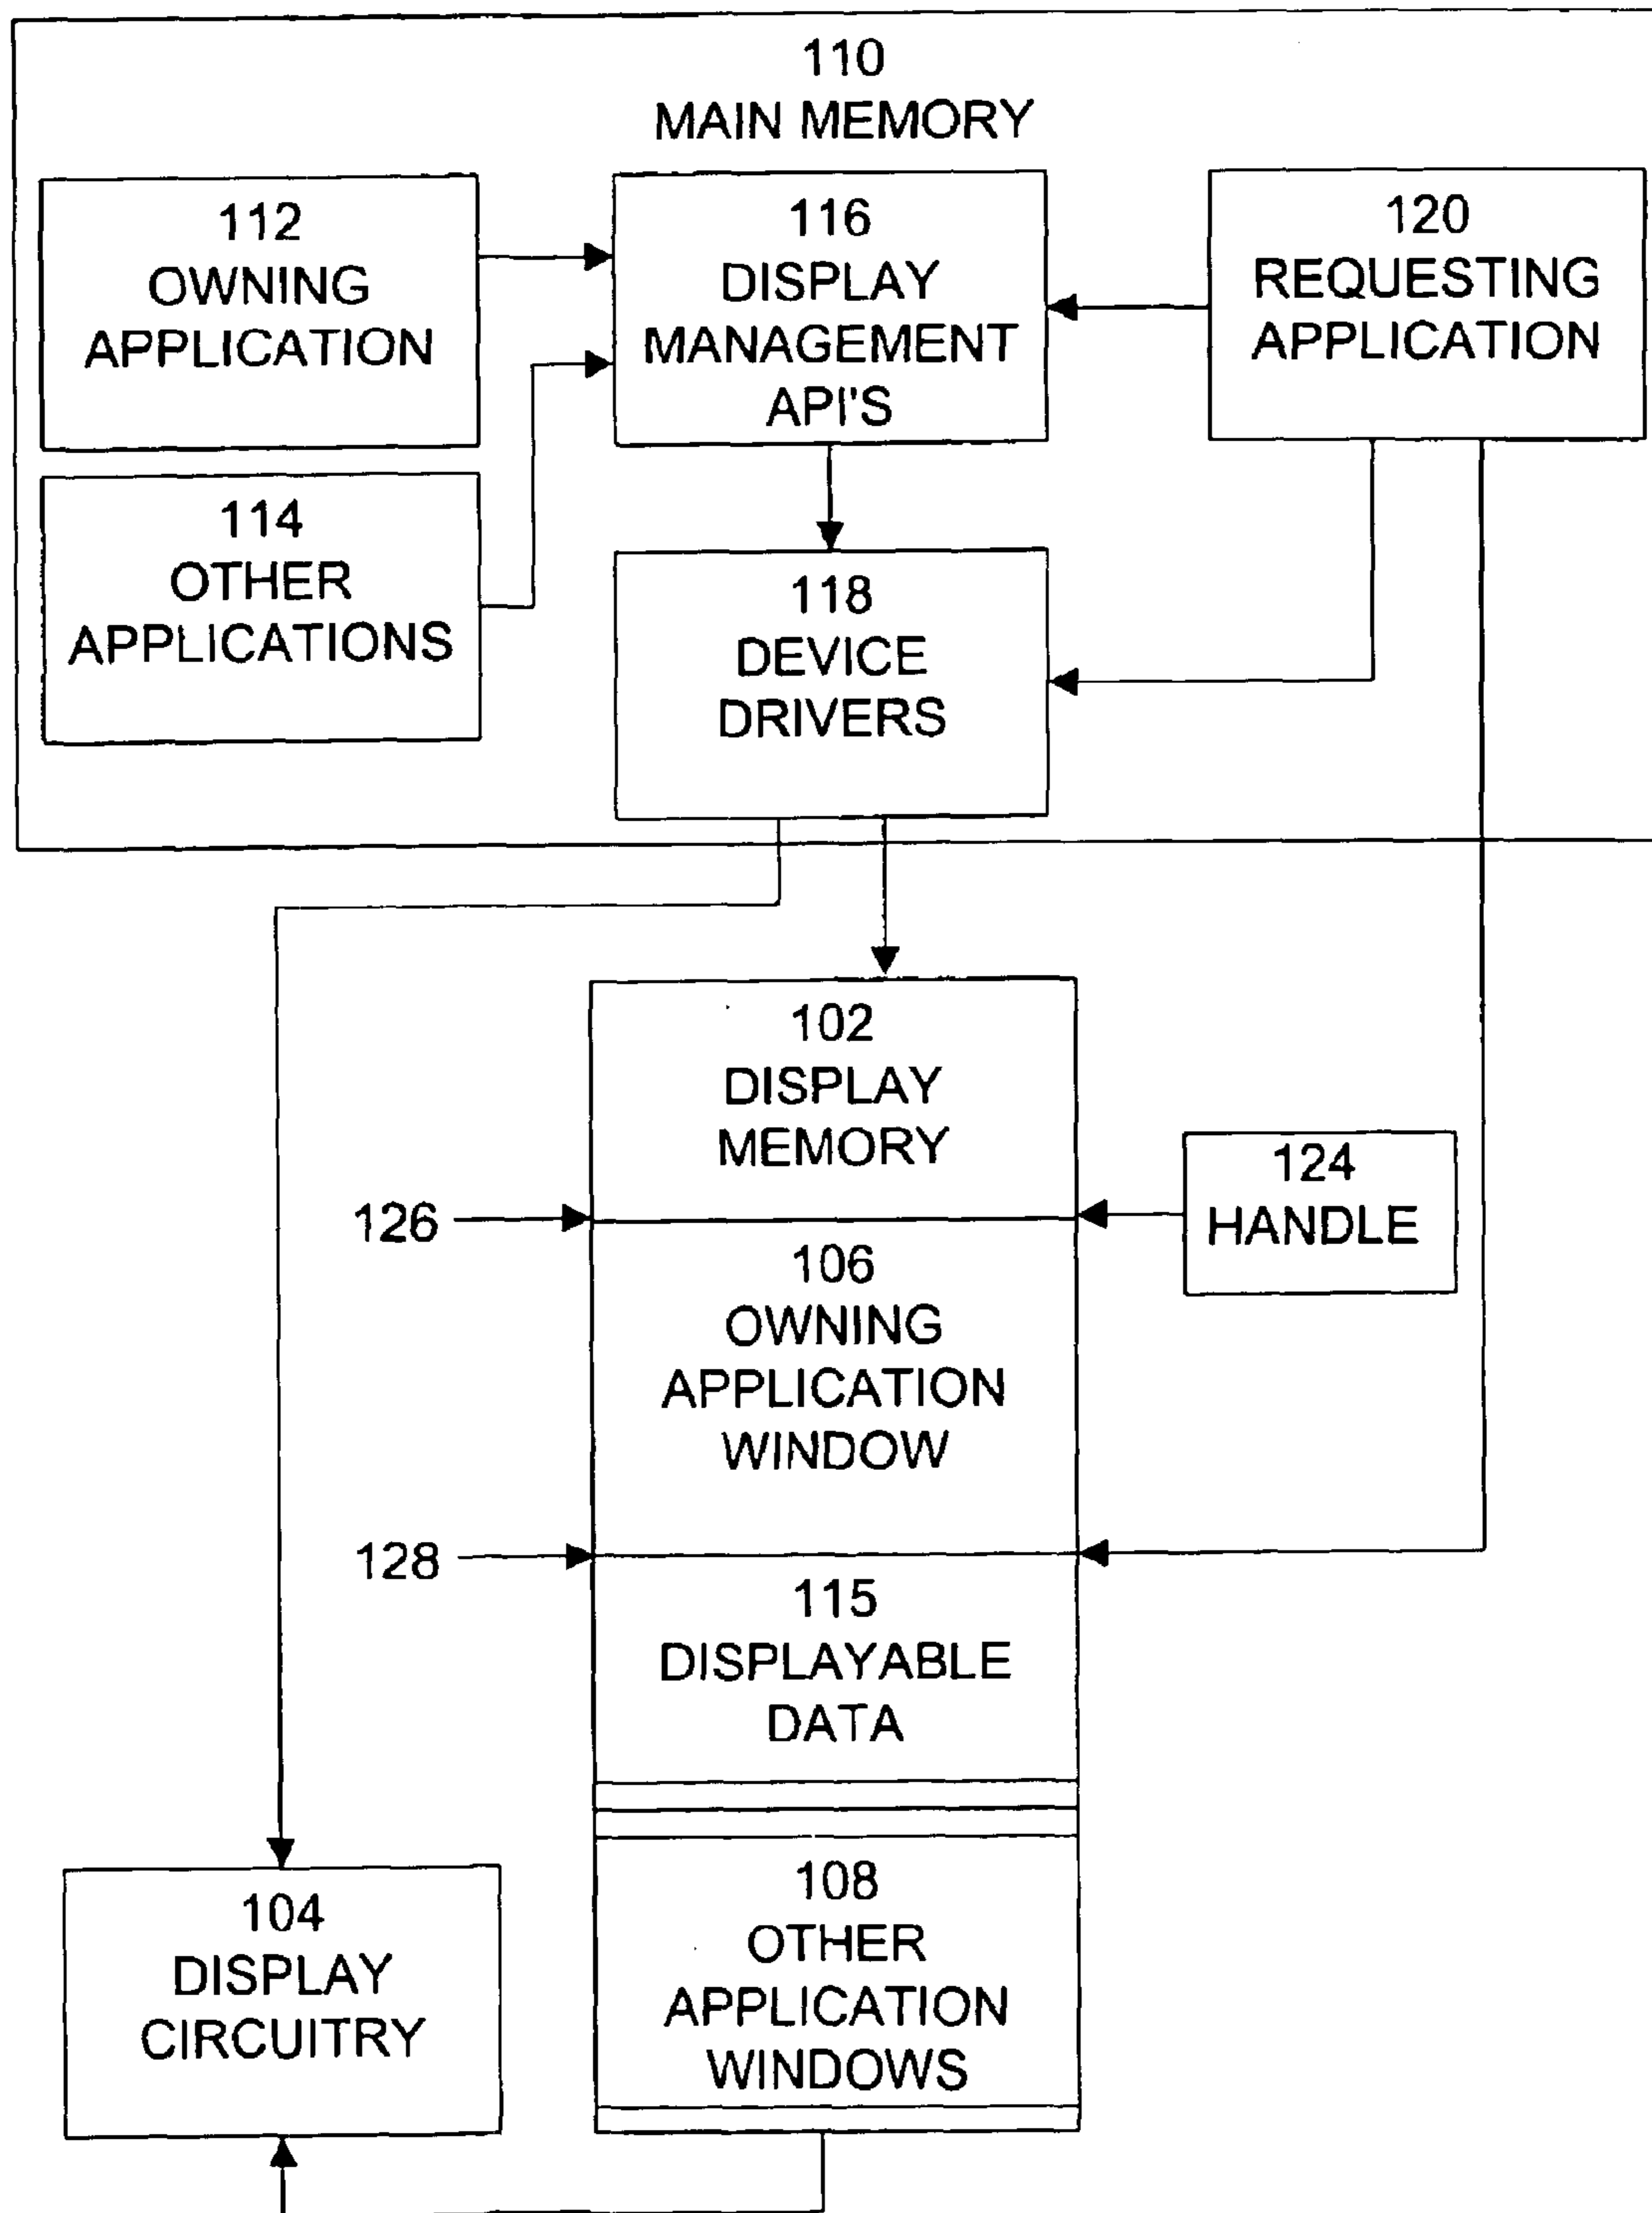 110
MAIN MEMORY
112
OWNING
APPLICATION
116
DISPLAY
MANAGEMENT
API'S
120
REQUESTING
APPLICATION
114
OTHER
APPLICATIONS
118
DEVICE
DRIVERS
102
DISPLAY
MEMORY
124
HANDLE
126
106
OWNING
APPLICATION
WINDOW
128
115
DISPLAYABLE
DATA
104
DISPLAY
CIRCUITRY
108
OTHER
APPLICATION
WINDOWS